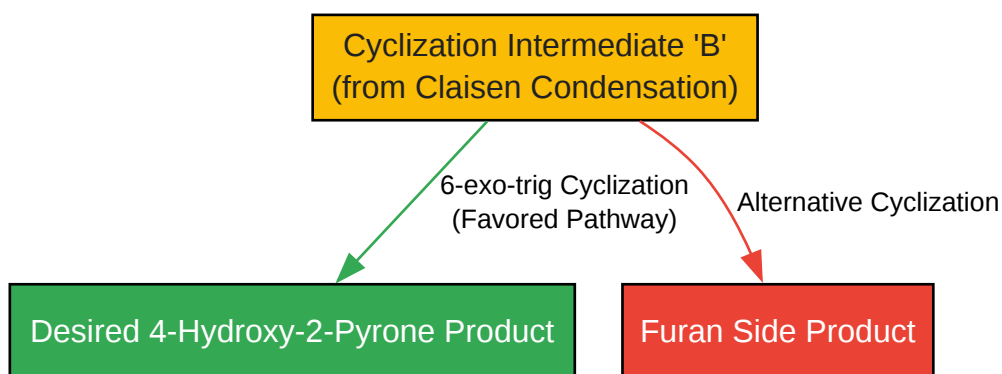 Cyclization Intermediate 'B'
(from Claisen Condensation)
6-exo-trig Cyclization
(Favored Pathway)
Alternative Cyclization
Desired 4-Hydroxy-2-Pyrone Product
Furan Side Product